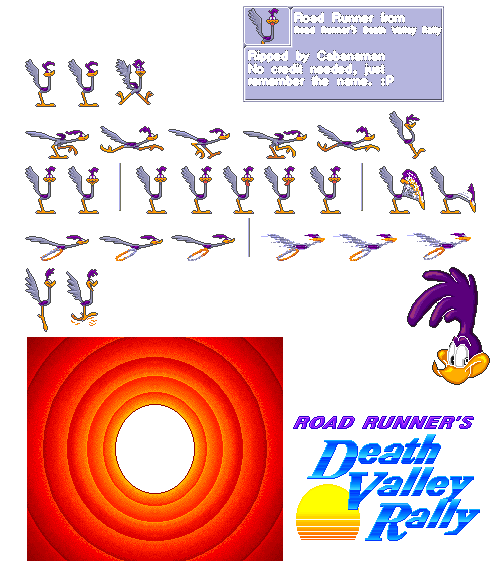 Road Runner from
Road Runner's Death Valley Rally
Ripped by Cabanaman
No credit needed, just
remember the name. :P
ROAD RUNNER'S
Death
Valley
Rally